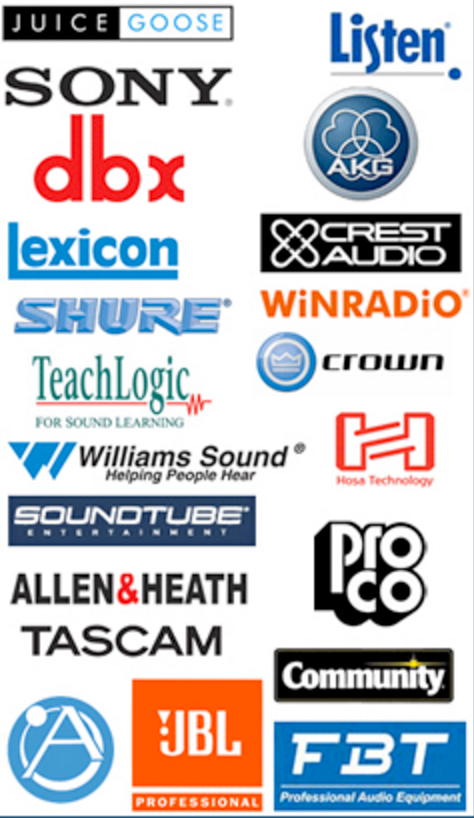 JUICE GOOSE
Listen®
SONY®
dbx
AKG
Lexicon
CREST
AUDIO
SHURE®
WiNRADiO®
TeachLogic
FOR SOUND LEARNING
crown
Williams Sound®
Helping People Hear
H
Hosa Technology
SOUNDTUBE®
ENTERTAINMENT
pro
co
ALLEN&HEATH
TASCAM
Community
A
JBL
PROFESSIONAL
FBT
Professional Audio Equipment